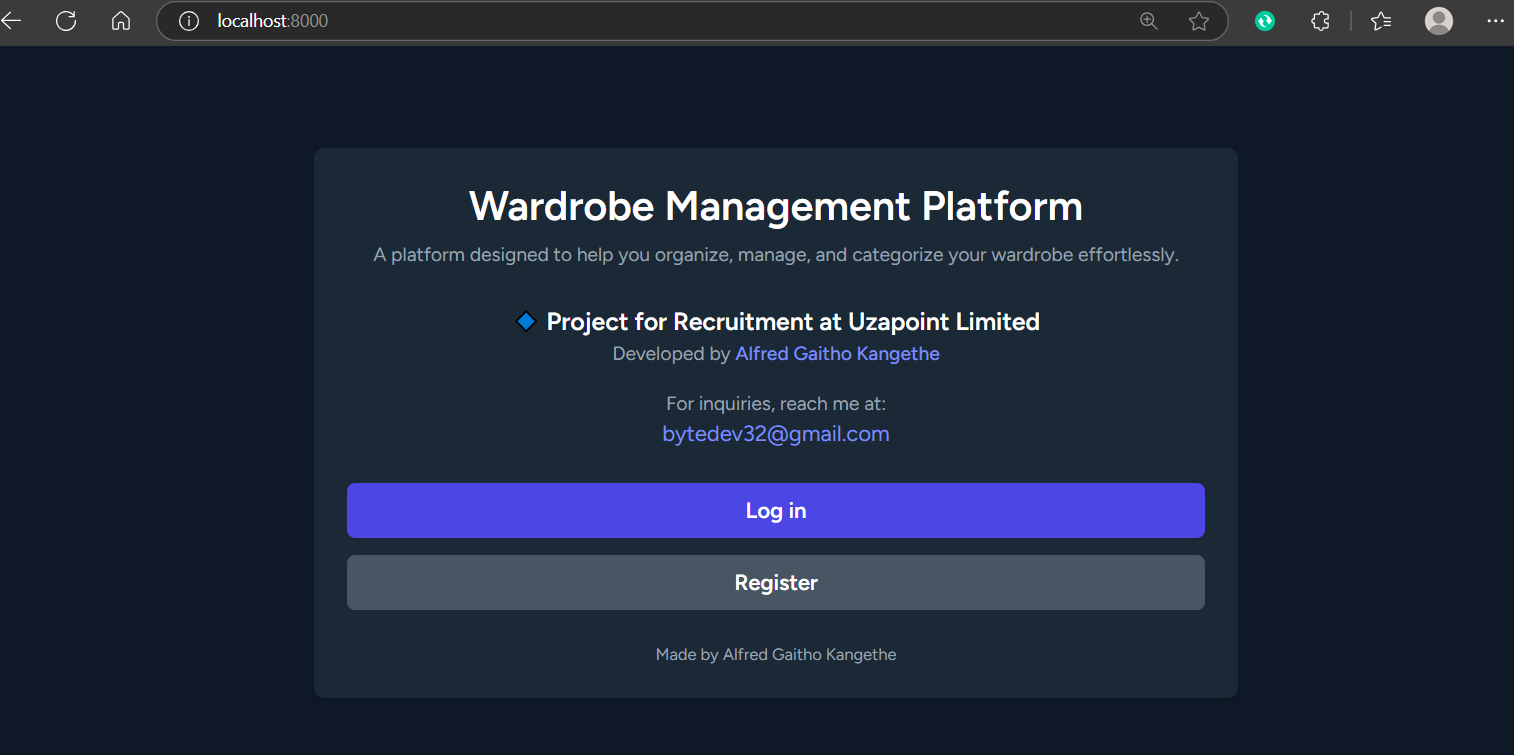 localhost:8000
Wardrobe Management Platform
A platform designed to help you organize, manage, and categorize your wardrobe effortlessly.
Project for Recruitment at Uzapoint Limited
Developed by Alfred Gaitho Kangethe
For inquiries, reach me at:
bytedev32@gmail.com
Log in
Register
Made by Alfred Gaitho Kangethe